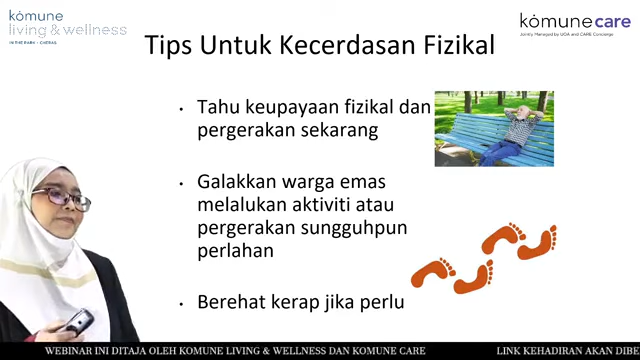 kömune
living & wellness
IN THE PARK - CHERAS
kömunecare
Jointly Managed by UDA and CARE Concierge
Tips Untuk Kecerdasan Fizikal
• Tahu keupayaan fizikal dan
pergerakan sekarang
• Galakkan warga emas
melalukan aktiviti atau
pergerakan sungguhpun
perlahan
• Berehat kerap jika perlu
WEBINAR INI DITAJA OLEH KOMUNE LIVING & WELLNESS DAN KOMUNE CARE
LINK KEHADIRAN AKAN DIBE